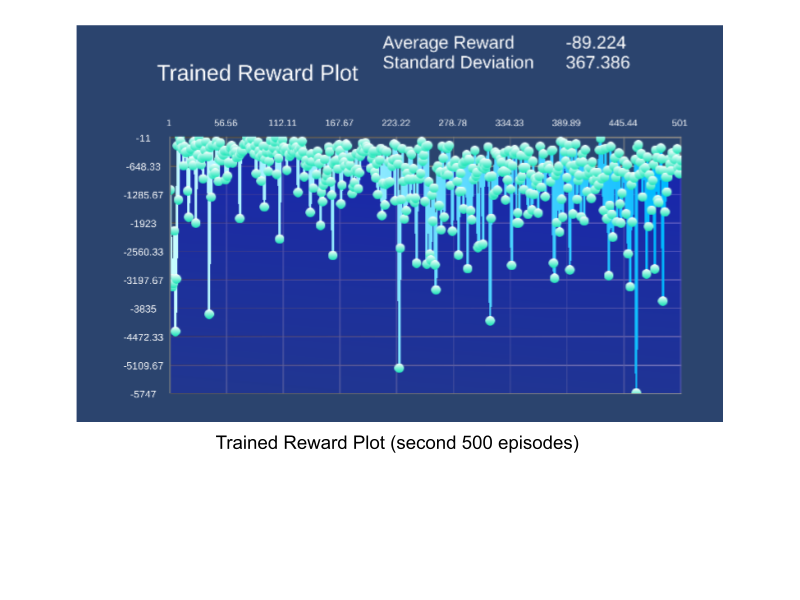 Average Reward -89.224
Standard Deviation 367.386
Trained Reward Plot
1 56.56 112.11 167.67 223.22 278.78 334.33 389.89 445.44 501
-11
-648.33
-1285.67
-1923
-2560.33
-3197.67
-3835
-4472.33
-5109.67
-5747
Trained Reward Plot (second 500 episodes)